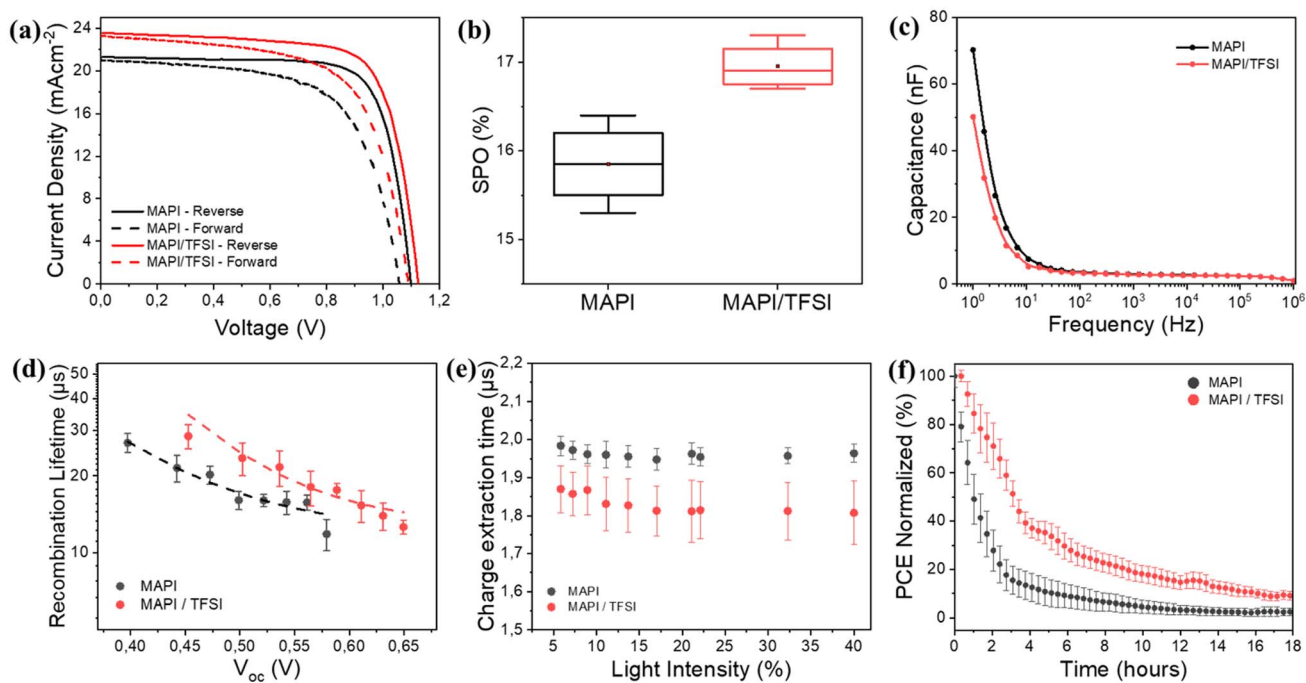 (a)
24
20
16
12
8
4
0
Current Density (mAcm⁻²)
MAPI - Reverse
MAPI - Forward
MAPI/TFSI - Reverse
MAPI/TFSI - Forward
0,0 0,2 0,4 0,6 0,8 1,0 1,2
Voltage (V)
(b)
17
16
15
SPO (%)
MAPI MAPI/TFSI
(c)
80
60
40
20
0
Capacitance (nF)
MAPI
MAPI/TFSI
10⁰ 10¹ 10² 10³ 10⁴ 10⁵ 10⁶
Frequency (Hz)
(d)
50
40
30
20
10
Recombination Lifetime (µs)
MAPI
MAPI / TFSI
0,40 0,45 0,50 0,55 0,60 0,65
Voc (V)
(e)
2,2
2,1
2,0
1,9
1,8
1,7
1,6
1,5
Charge extraction time (µs)
MAPI
MAPI / TFSI
5 10 15 20 25 30 35 40
Light Intensity (%)
(f)
100
80
60
40
20
0
PCE Normalized (%)
MAPI
MAPI / TFSI
0 2 4 6 8 10 12 14 16 18
Time (hours)